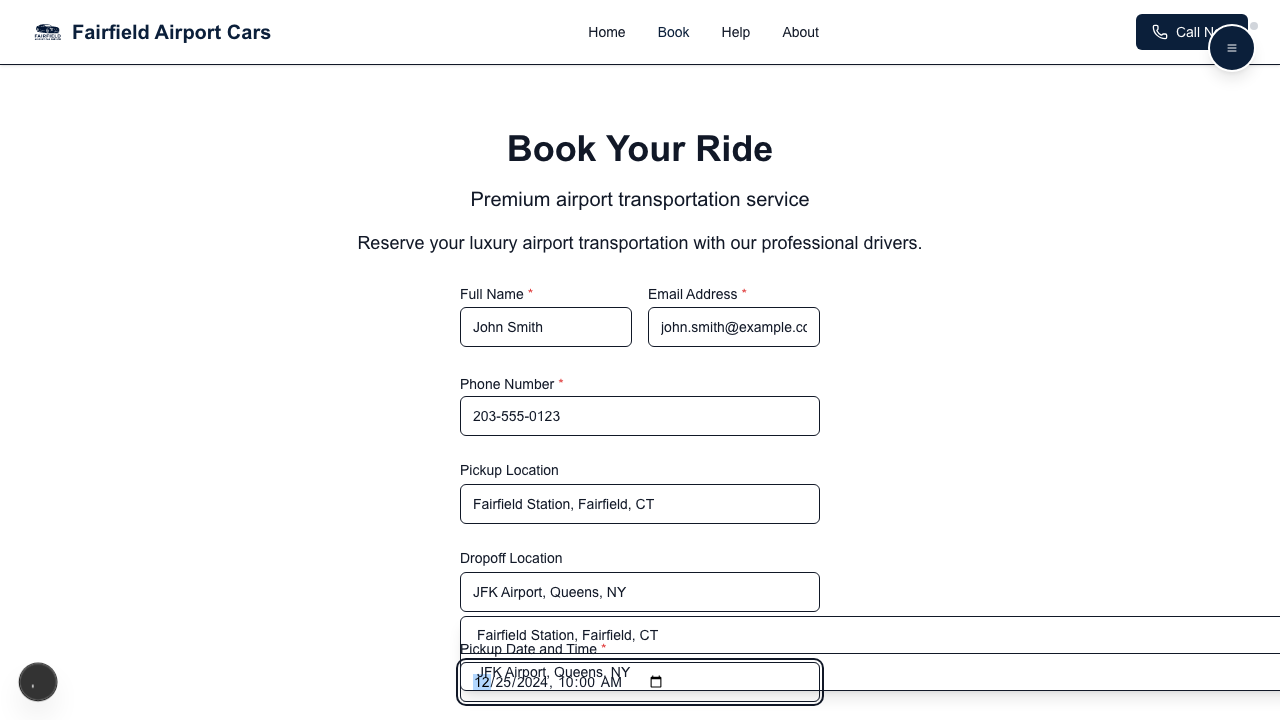 FAIRFIELD
Fairfield Airport Cars
Home
Book
Help
About
Call N
Book Your Ride
Premium airport transportation service
Reserve your luxury airport transportation with our professional drivers.
Full Name *
Email Address *
John Smith
john.smith@example.co
Phone Number *
203-555-0123
Pickup Location
Fairfield Station, Fairfield, CT
Dropoff Location
JFK Airport, Queens, NY
Fairfield Station, Fairfield, CT
Pickup Date and Time *
JFK Airport, Queens, NY
12/25/2024, 10:00 AM